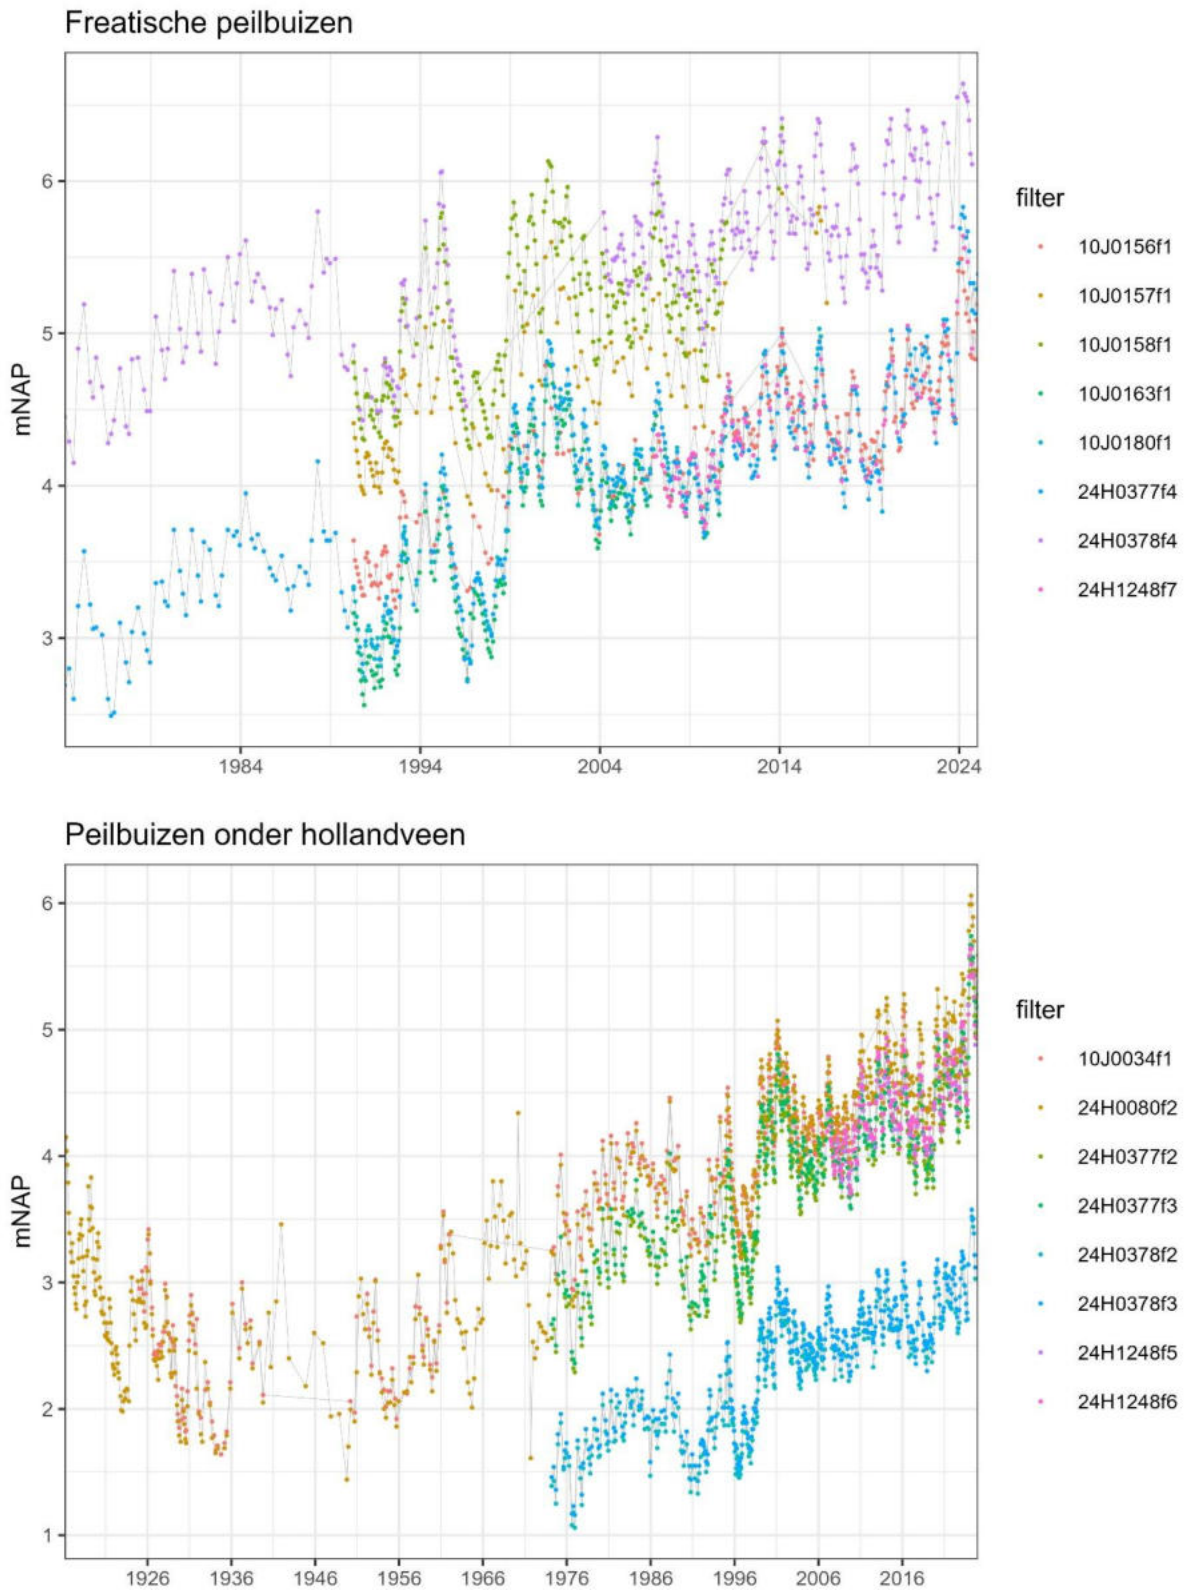 Freatische peilbuizen
6
5
4
3
mNAP
1984 1994 2004 2014 2024
filter
10J0156f1
10J0157f1
10J0158f1
10J0163f1
10J0180f1
24H0377f4
24H0378f4
24H1248f7
Peilbuizen onder hollandveen
6
5
4
3
2
1
mNAP
1926 1936 1946 1956 1966 1976 1986 1996 2006 2016
filter
10J0034f1
24H0080f2
24H0377f2
24H0377f3
24H0378f2
24H0378f3
24H1248f5
24H1248f6